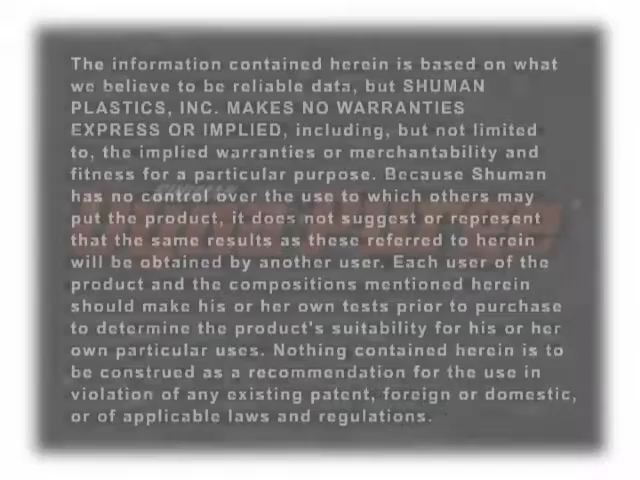 The information contained herein is based on what
we believe to be reliable data, but SHUMAN
PLASTICS, INC. MAKES NO WARRANTIES
EXPRESS OR IMPLIED, including, but not limited
to, the implied warranties or merchantability and
fitness for a particular purpose. Because Shuman
has no control over the use to which others may
put the product, it does not suggest or represent
that the same results as these referred to herein
will be obtained by another user. Each user of the
product and the compositions mentioned herein
should make his or her own tests prior to purchase
to determine the product's suitability for his or her
own particular uses. Nothing contained herein is to
be construed as a recommendation for the use in
violation of any existing patent, foreign or domestic,
or of applicable laws and regulations.